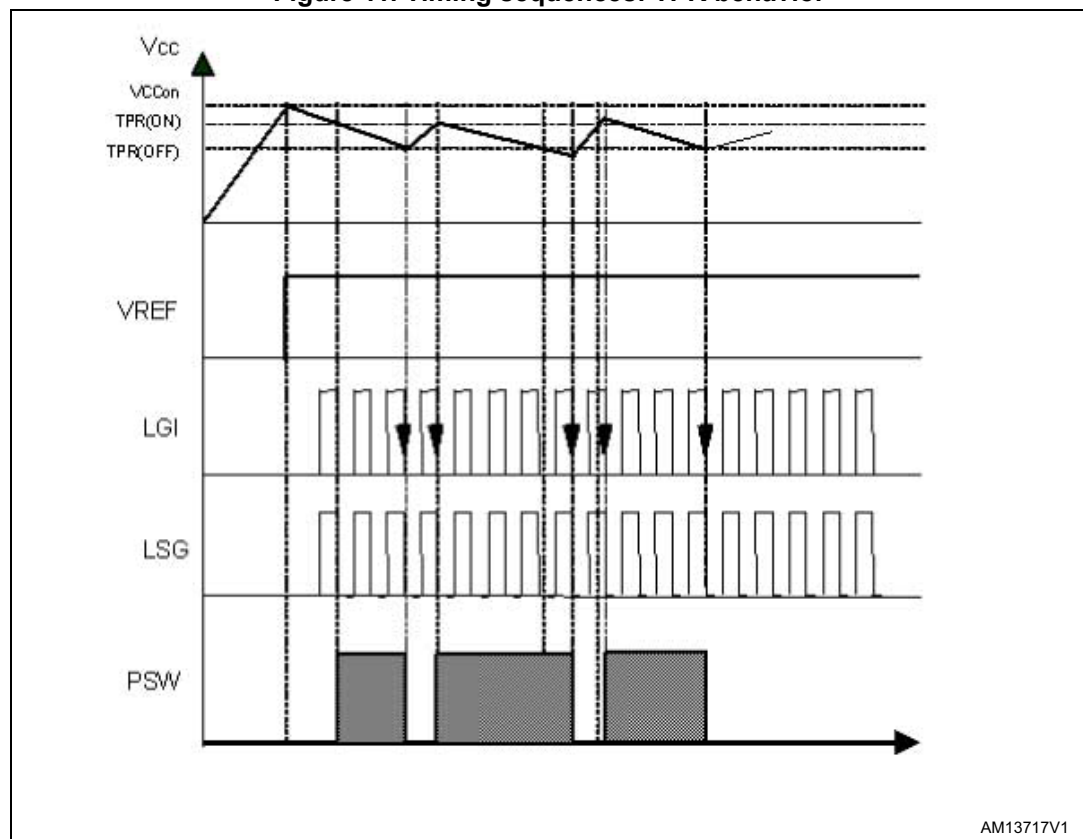 Vcc
VCCon
TPR(ON)
TPR(OFF)
VREF
LGI
LSG
PSW
AM13717V1